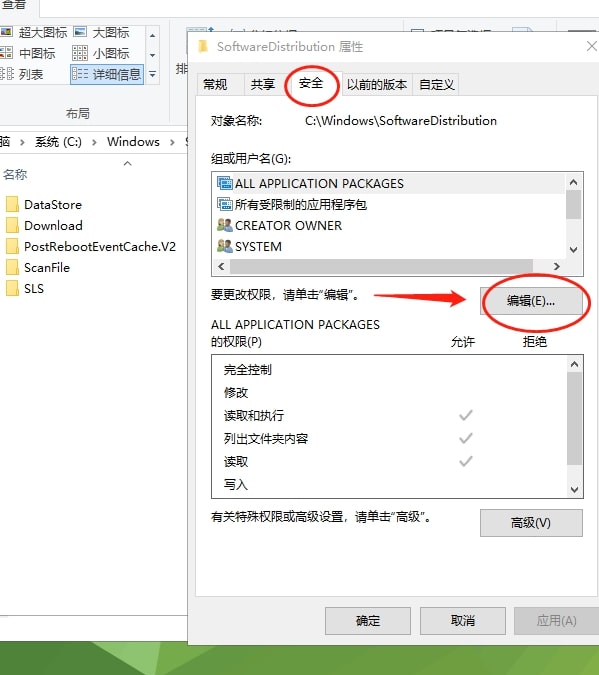 查看
超大图标 大图标
中图标 小图标
列表 详细信息
布局
脑 > 系统 (C:) > Windows >
名称
DataStore
Download
PostRebootEventCache.V2
ScanFile
SLS
SoftwareDistribution 属性
常规 共享 安全 以前的版本 自定义
对象名称: C:\Windows\SoftwareDistribution
组或用户名(G):
ALL APPLICATION PACKAGES
所有受限制的应用程序包
CREATOR OWNER
SYSTEM
要更改权限，请单击“编辑”。 编辑(E)...
ALL APPLICATION PACKAGES
的权限(P) 允许 拒绝
完全控制
修改
读取和执行
列出文件夹内容
读取
写入
有关特殊权限或高级设置，请单击“高级”。 高级(V)
确定 取消 应用(A)